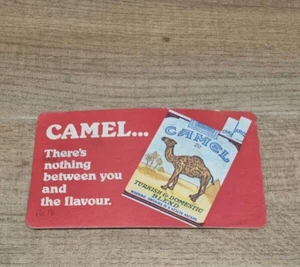 CAMEL...
There's
nothing
between you
and
the flavour.
CAMEL
TURKISH & DOMESTIC
BLEND